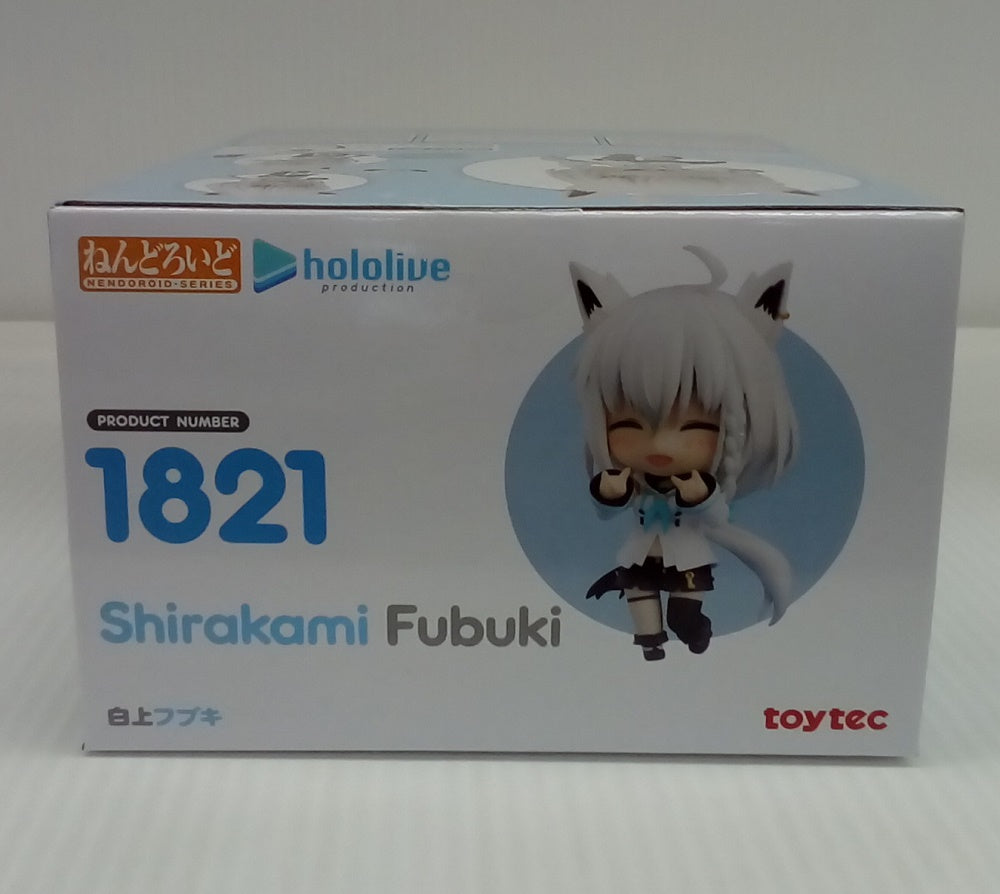 ねんどろいど
NENDOROID・SERIES
hololive
production
PRODUCT NUMBER
1821
Shirakami Fubuki
白上フブキ
toytec